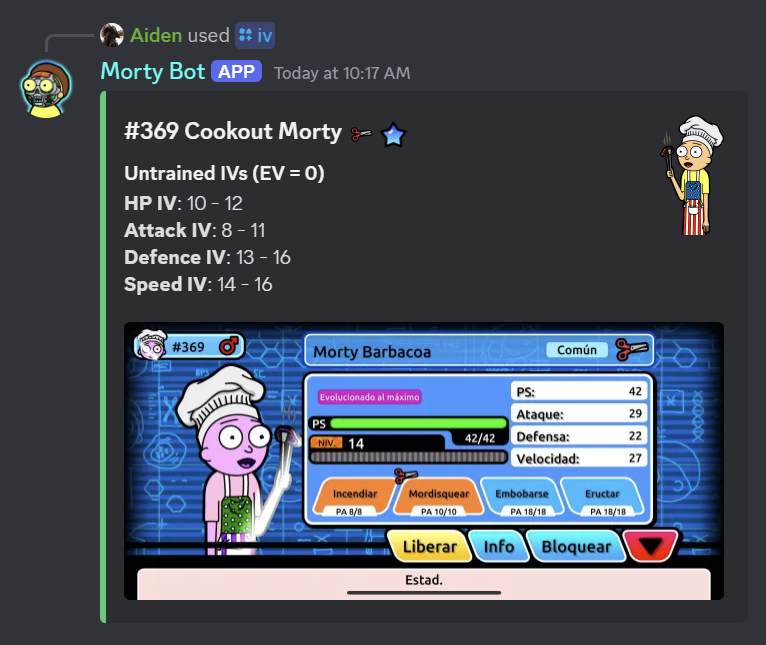 Aiden used iv
Morty Bot APP Today at 10:17 AM
#369 Cookout Morty
Untrained IVs (EV = 0)
HP IV: 10 - 12
Attack IV: 8 - 11
Defence IV: 13 - 16
Speed IV: 14 - 16
#369
Morty Barbacoa
Común
Evolucionado al máximo
PS
NIV. 14
42/42
PS: 42
Ataque: 29
Defensa: 22
Velocidad: 27
Incendiar
PA 8/8
Mordisquear
PA 10/10
Embobarse
PA 18/18
Eructar
PA 18/18
Liberar
Info
Bloquear
Estad.